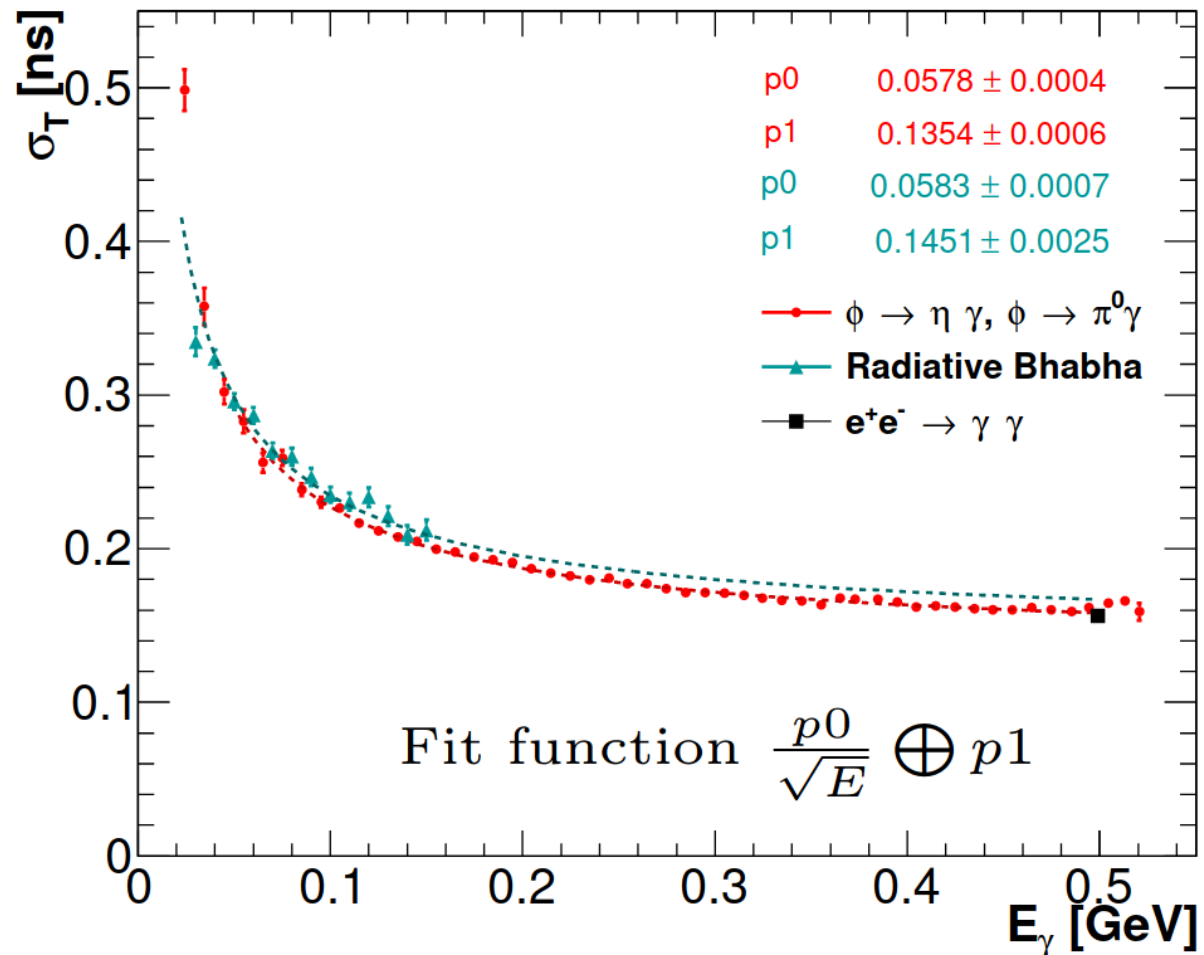 σ_T [ns]
0.5
0.4
0.3
0.2
0.1
0
p0 0.0578 ± 0.0004
p1 0.1354 ± 0.0006
p0 0.0583 ± 0.0007
p1 0.1451 ± 0.0025
ϕ → η γ, ϕ → π⁰γ
Radiative Bhabha
e⁺e⁻ → γ γ
Fit function p0/√E ⊕ p1
0 0.1 0.2 0.3 0.4 0.5
E_γ [GeV]